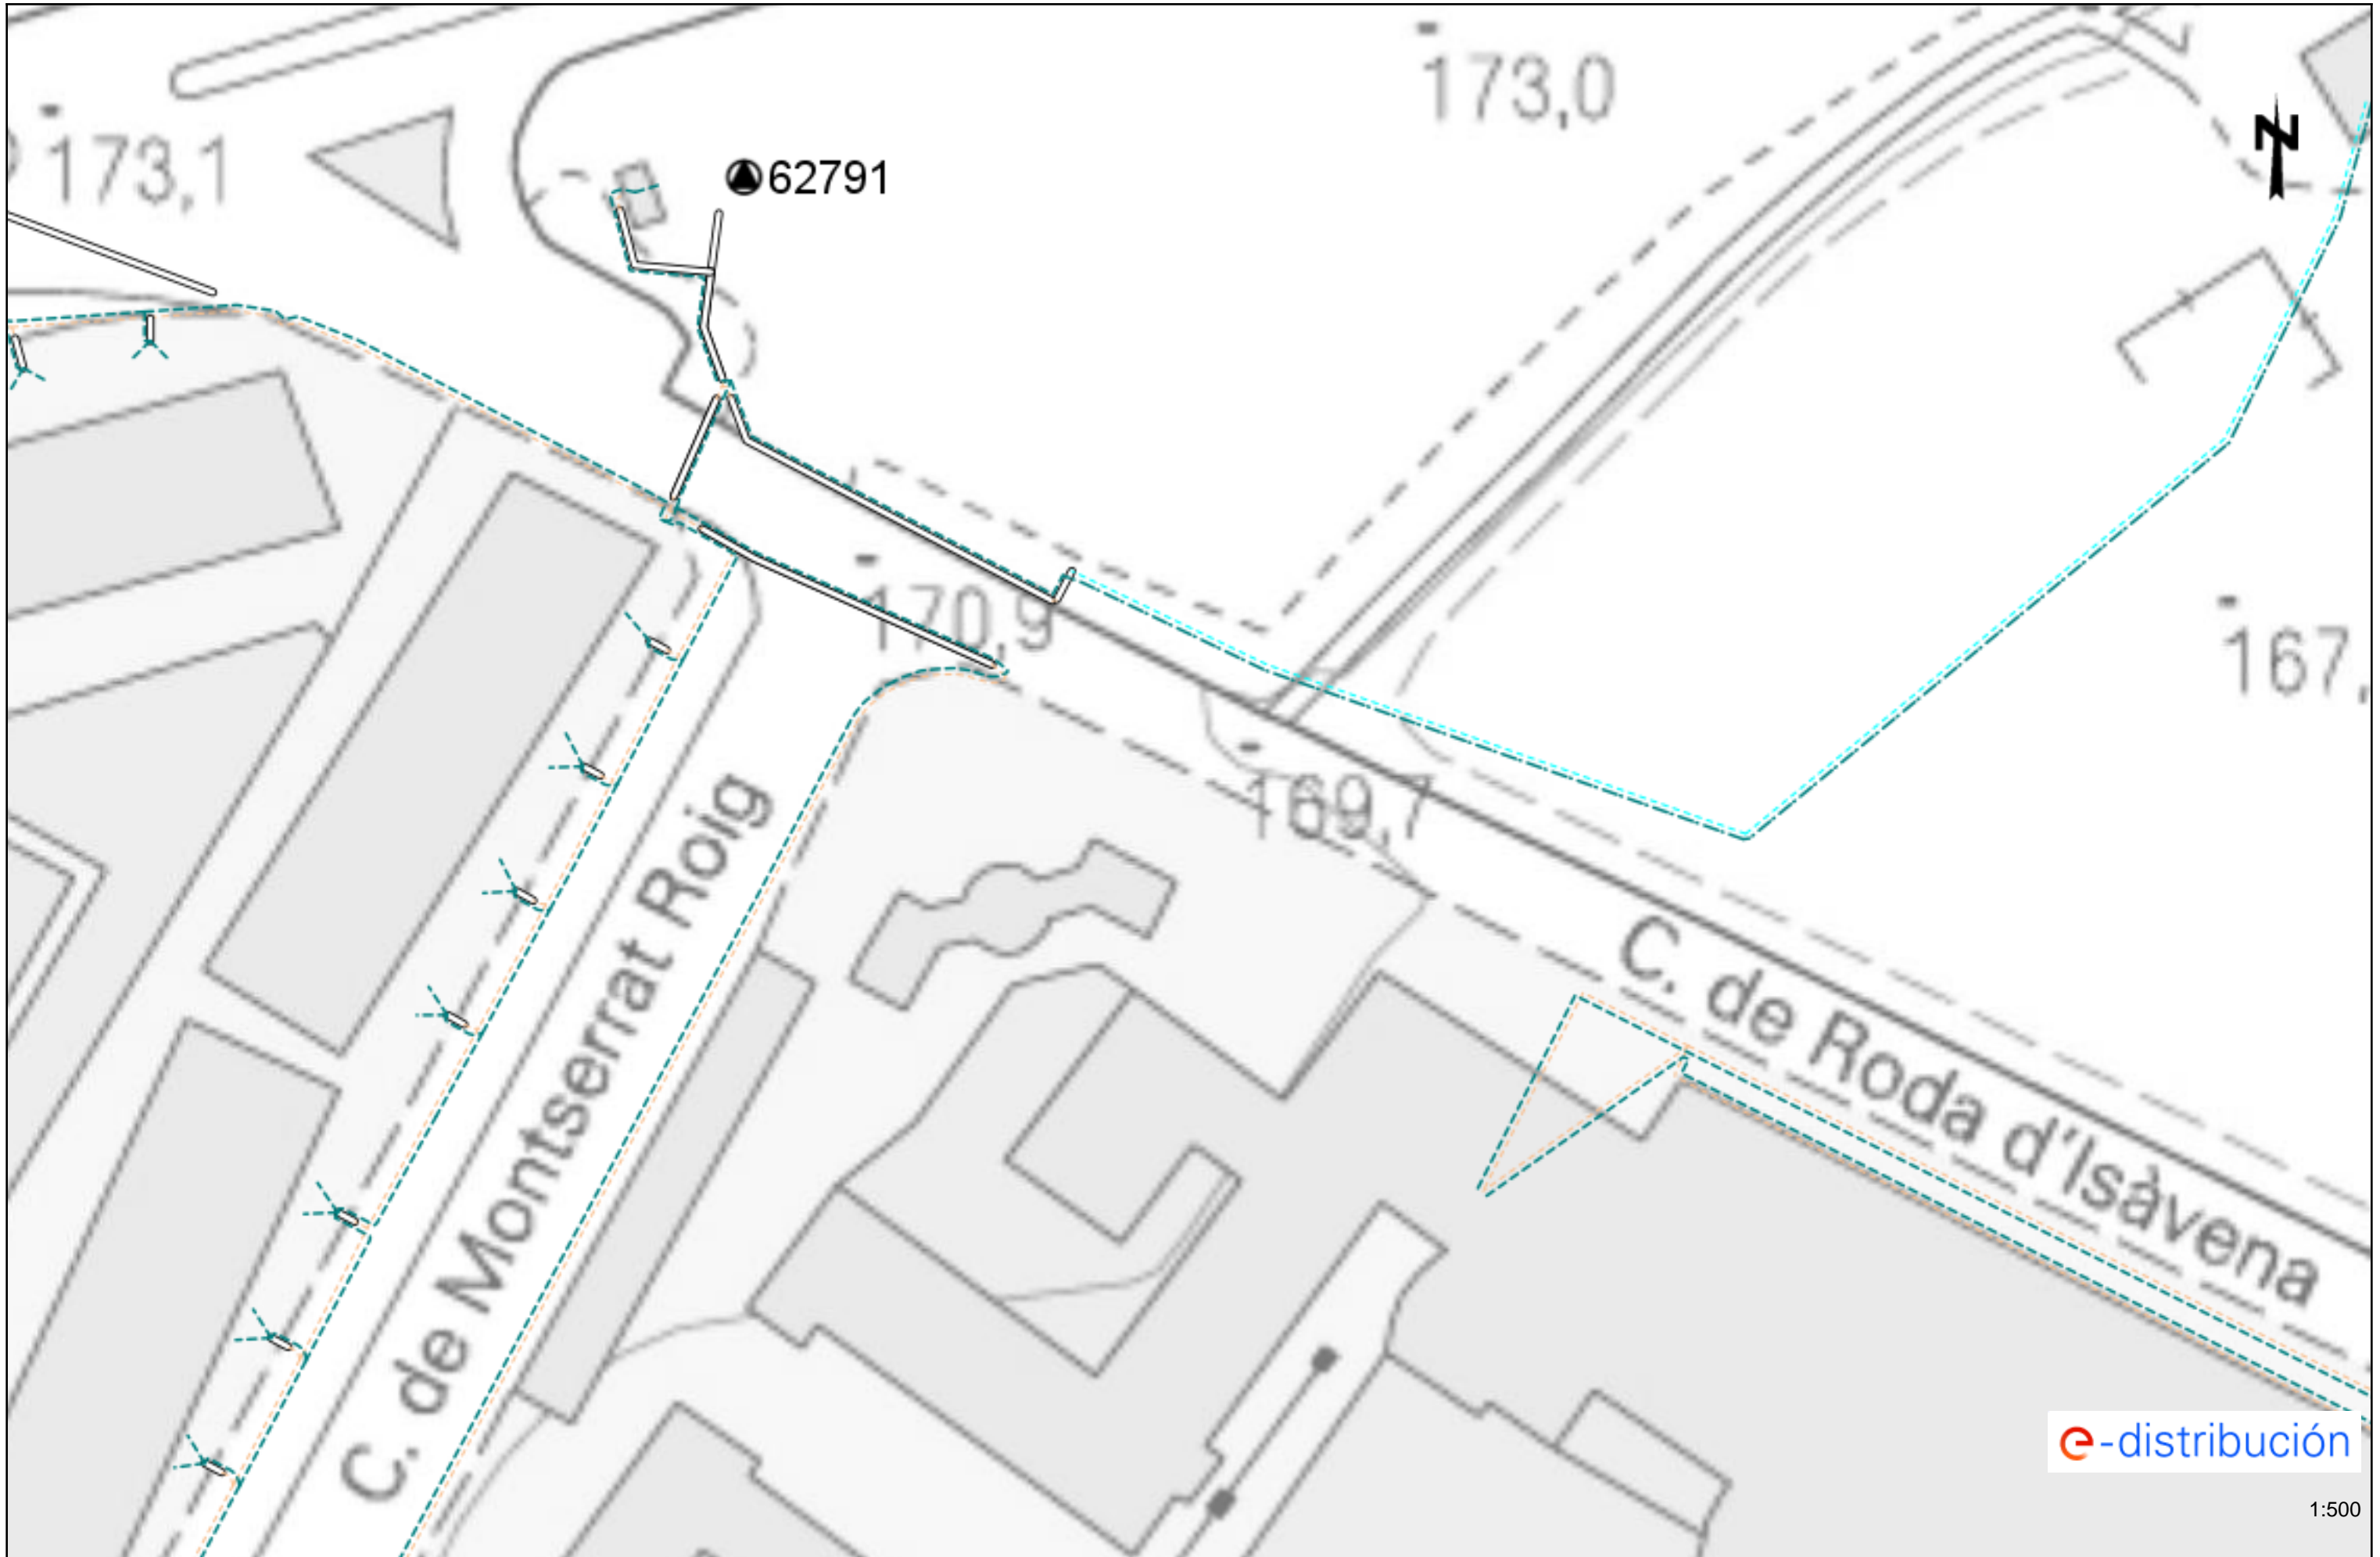 173,0
173,1
62791
N
170,9
167,
169,7
C. de Montserrat Roig
C. de Roda d'Isàvena
e-distribución
1:500